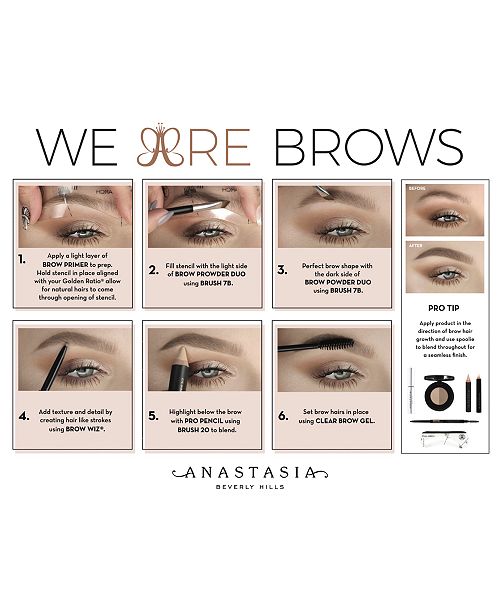 WE ARE BROWS
1.
Apply a light layer of
BROW PRIMER to prep.
Hold stencil in place aligned
with your Golden Ratio® allow
for natural hairs to come
through opening of stencil.
2.
Fill stencil with the light side
of BROW PROWDER DUO
using BRUSH 7B.
3.
Perfect brow shape with
the dark side of
BROW POWDER DUO
using BRUSH 7B.
4.
Add texture and detail by
creating hair like strokes
using BROW WIZ®.
5.
Highlight below the brow
with PRO PENCIL using
BRUSH 20 to blend.
6.
Set brow hairs in place
using CLEAR BROW GEL.
BEFORE
AFTER
PRO TIP
Apply product in the
direction of brow hair
growth and use spoolie
to blend throughout for
a seamless finish.
ANASTASIA
BEVERLY HILLS